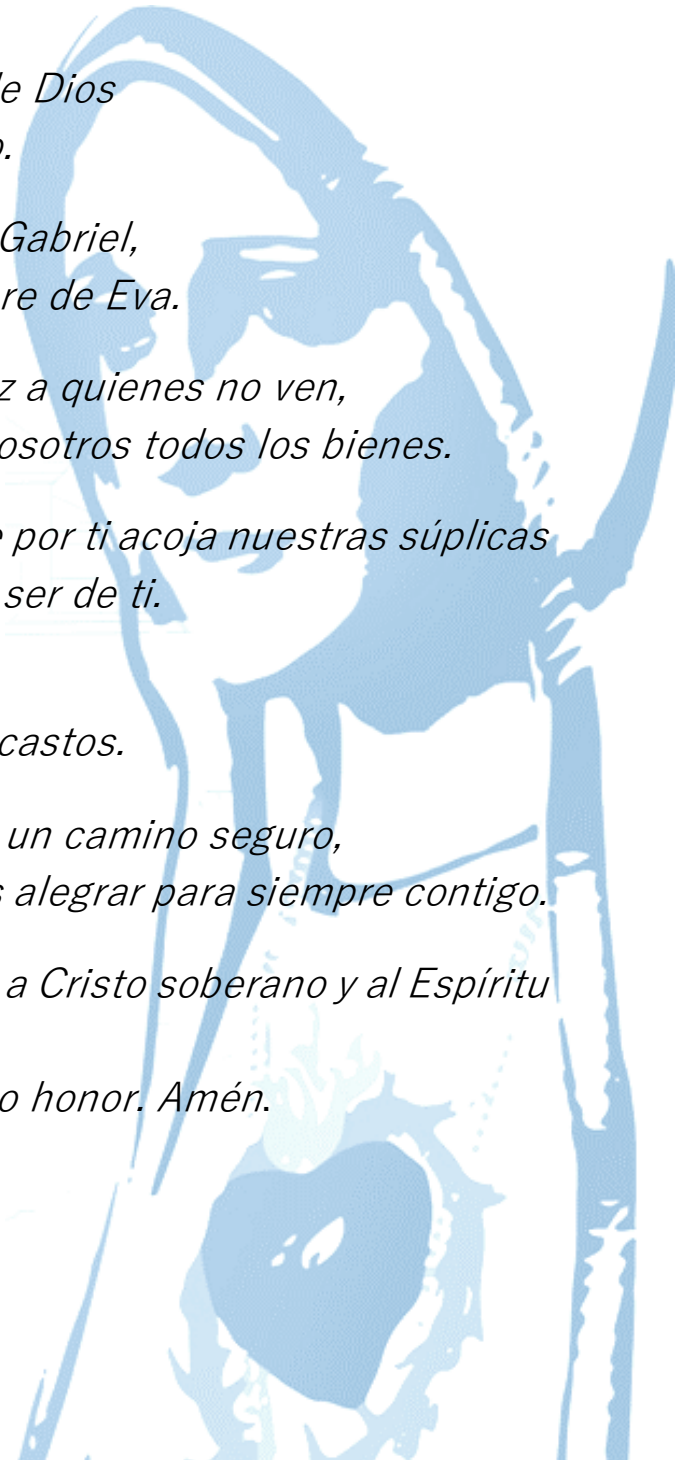 de Dios
o.
Gabriel,
re de Eva.
z a quienes no ven,
osotros todos los bienes.
e por ti acoja nuestras súplicas
ser de ti.
castos.
un camino seguro,
s alegrar para siempre contigo.
a Cristo soberano y al Espíritu
o honor. Amén.